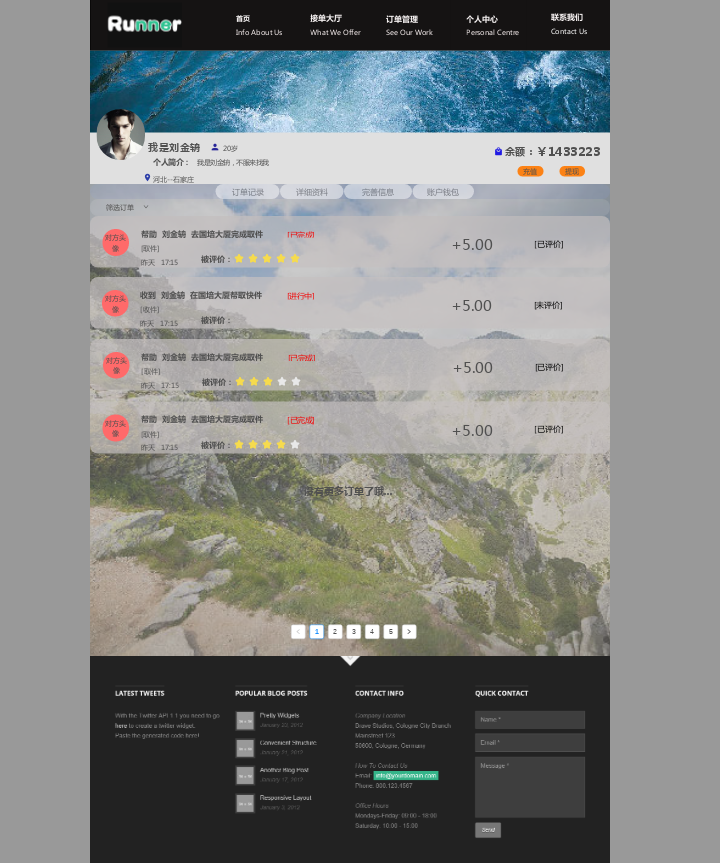 Runner
首页 接单大厅 订单管理 个人中心 联系我们
Info About Us What We Offer See Our Work Personal Centre Contact Us
我是刘金钠 20岁
余额：￥1433223
个人简介： 我是刘金钠，不服来找我
充值 提现
河北--石家庄
订单记录 详细资料 完善信息 账户钱包
筛选订单
对方头像
帮助 刘金钠 去国培大厦完成取件 [已完成]
[取件]
昨天 17:15 被评价：
+5.00 [已评价]
对方头像
收到 刘金钠 在国培大厦帮取快件 [进行中]
[收件]
昨天 17:15 被评价：
+5.00 [未评价]
对方头像
帮助 刘金钠 去国培大厦完成取件 [已完成]
[取件]
昨天 17:15 被评价：
+5.00 [已评价]
对方头像
帮助 刘金钠 去国培大厦完成取件 [已完成]
[取件]
昨天 17:15 被评价：
+5.00 [已评价]
没有更多订单了哦...
< 1 2 3 4 5 >
LATEST TWEETS
With the Twitter API 1.1 you need to go
here to create a twitter widget.
Paste the generated code here!
POPULAR BLOG POSTS
Pretty Widgets
January 23, 2012
Convenient Structure
January 21, 2012
Another Blog Post
January 17, 2012
Responsive Layout
January 3, 2012
CONTACT INFO
Company Location
Brave Studios, Cologne City Branch
Mainstreet 123
50600, Cologne, Germany
How To Contact Us
Email: info@yourdomain.com
Phone: 000.123.4567
Office Hours
Mondays-Friday: 09:00 - 18:00
Saturday: 10:00 - 15:00
QUICK CONTACT
Name *
Email *
Message *
Send